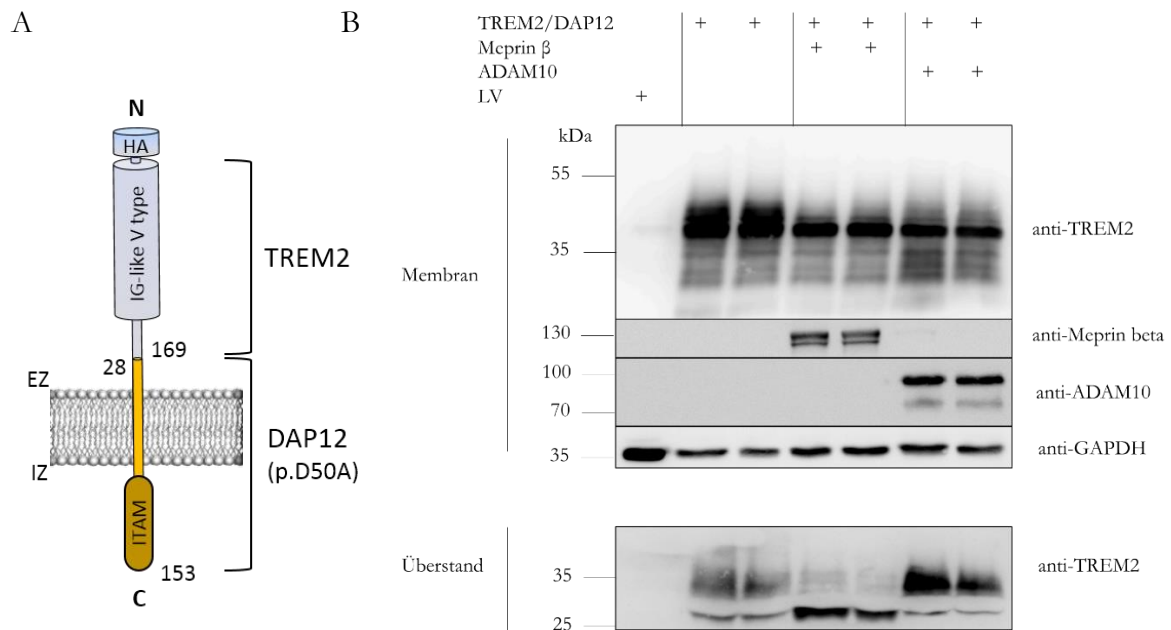 A
B
N
HA
IG-like V type
TREM2
169
28
EZ
IZ
DAP12
(p.D50A)
ITAM
153
C
TREM2/DAP12 + + + + + +
Meprin β + +
ADAM10 + +
LV +
kDa
Membran
55
35
anti-TREM2
130
anti-Meprin beta
100
70
anti-ADAM10
35
anti-GAPDH
Überstand
35
25
anti-TREM2